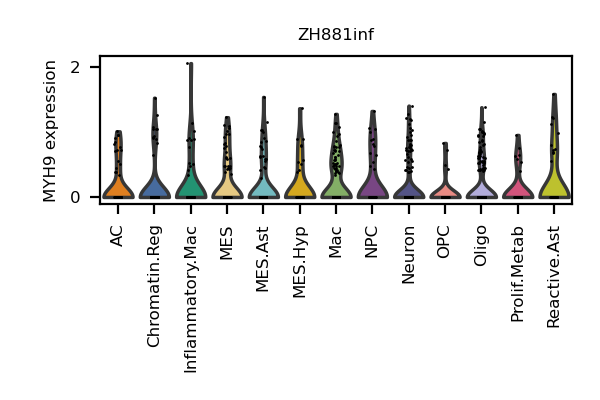 ZH881inf
MYH9 expression
2
0
AC
Chromatin.Reg
Inflammatory.Mac
MES
MES.Ast
MES.Hyp
Mac
NPC
Neuron
OPC
Oligo
Prolif.Metab
Reactive.Ast